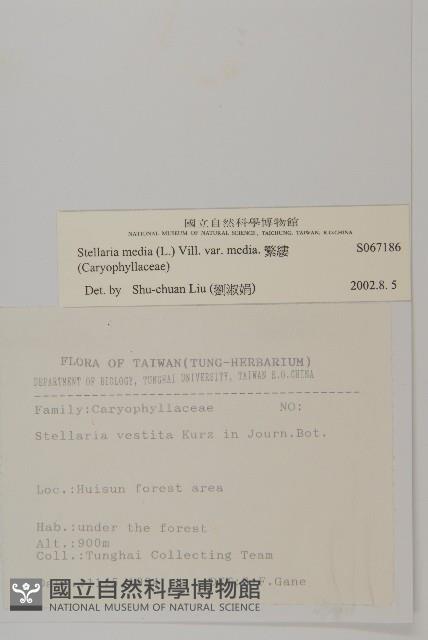 國立自然科學博物館
NATIONAL MUSEUM OF NATURAL SCIENCE, TAICHUNG, TAIWAN, R.O.CHINA
Stellaria media (L.) Vill. var. media. 繁縷 S067186
(Caryophyllaceae)
Det. by Shu-chuan Liu (劉淑娟) 2002.8. 5
FLORA OF TAIWAN(TUNG-HERBARIUM)
DEPARTMENT OF BIOLOGY, TUNGHAI UNIVERSITY, TAIWAN R.O.CHINA
Family:Caryophyllaceae NO:
Stellaria vestita Kurz in Journ.Bot.
Loc.:Huisun forest area
Hab.:under the forest
Alt.:900m
Coll.:Tunghai Collecting Team
F.Gane
國立自然科學博物館
NATIONAL MUSEUM OF NATURAL SCIENCE